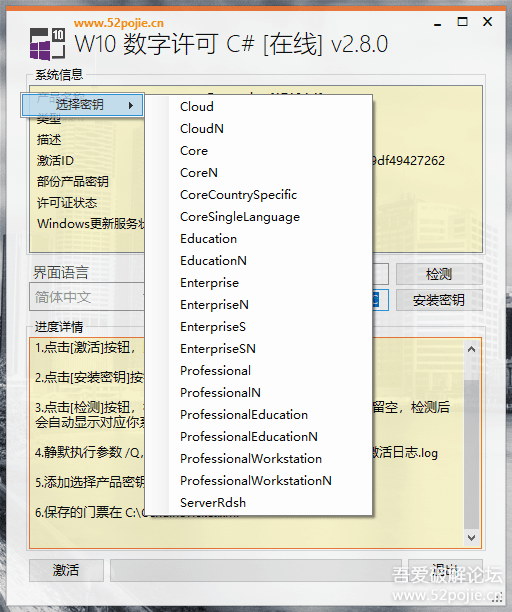 www.52pojie.cn
10
W10 数字许可 C# [在线] v2.8.0
系统信息
选择密钥
类型
描述
激活ID
9df49427262
部份产品密钥
许可证状态
Windows更新服务状
Cloud
CloudN
Core
CoreN
CoreCountrySpecific
CoreSingleLanguage
Education
EducationN
Enterprise
EnterpriseN
EnterpriseS
EnterpriseSN
Professional
ProfessionalN
ProfessionalEducation
ProfessionalEducationN
ProfessionalWorkstation
ProfessionalWorkstationN
ServerRdsh
界面语言
检测
简体中文
安装密钥
进度详情
1.点击[激活]按钮，
2.点击[安装密钥]按
3.点击[检测]按钮，
留空，检测后
会自动显示对应你系
4.静默执行参数 /Q，
激活日志.log
5.添加选择产品密钥
6.保存的门票在 C:\
激活
退出
吾爱破解论坛
www.52pojie.cn